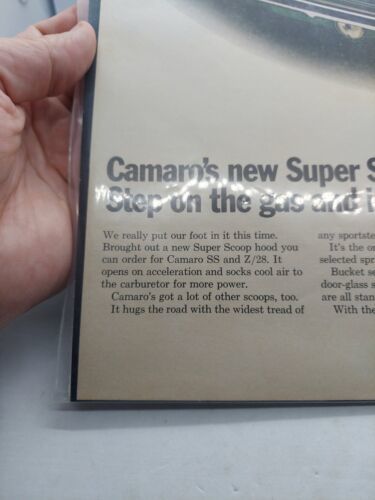 Camaro's new Super S
Step on the gas and i
We really put our foot in it this time.
Brought out a new Super Scoop hood you
can order for Camaro SS and Z/28. It
opens on acceleration and socks cool air to
the carburetor for more power.
Camaro's got a lot of other scoops, too.
It hugs the road with the widest tread of
any sportste
It's the or
selected spr
Bucket se
door-glass s
are all stan
With the